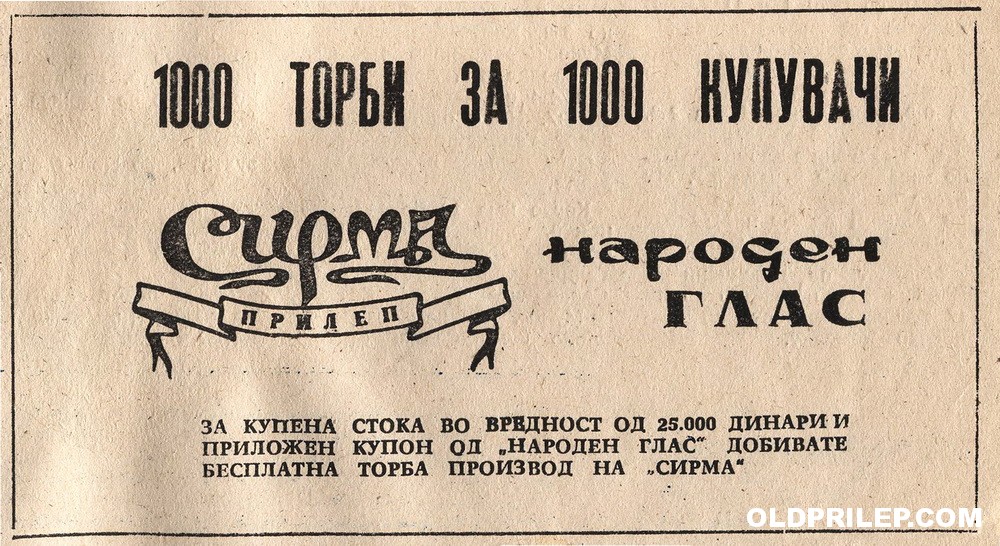 1000 ТОРБИ ЗА 1000 КУПУВАЧИ
Сирма
ПРИЛЕП
народен
ГЛАС
ЗА КУПЕНА СТОКА ВО ВРЕДНОСТ ОД 25.000 ДИНАРИ И
ПРИЛОЖЕН КУПОН ОД „НАРОДЕН ГЛАС“ ДОБИВАТЕ
БЕСПЛАТНА ТОРБА ПРОИЗВОД НА „СИРМА“
OLDPRILEP.COM